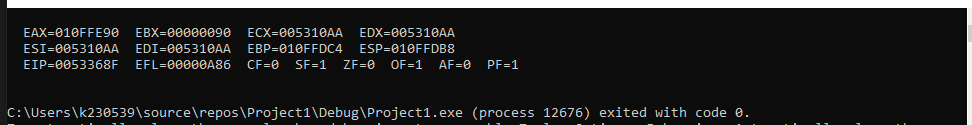 EAX=010FFE90 EBX=00000090 ECX=005310AA EDX=005310AA
ESI=005310AA EDI=005310AA EBP=010FFDC4 ESP=010FFDB8
EIP=0053368F EFL=00000A86 CF=0 SF=1 ZF=0 OF=1 AF=0 PF=1
C:\Users\k230539\source\repos\Project1\Debug\Project1.exe (process 12676) exited with code 0.